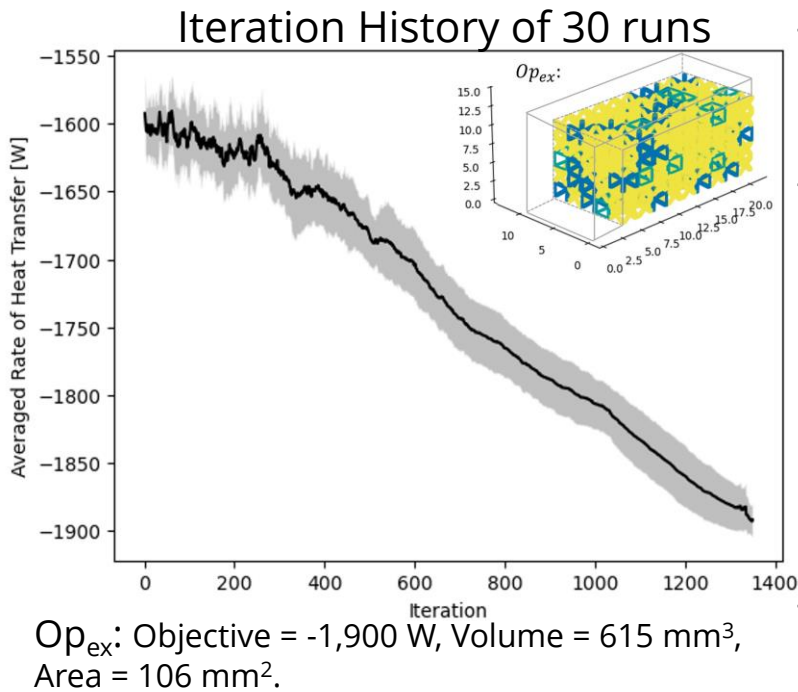 Iteration History of 30 runs
−1550
−1600
−1650
−1700
−1750
−1800
−1850
−1900
Averaged Rate of Heat Transfer [W]
Op_ex:
15.0
12.5
10.0
7.5
5.0
2.5
0.0
10
5
0
0.0 2.5 5.0 7.5 10.0 12.5 15.0 17.5 20.0
0 200 400 600 800 1000 1200 1400
Iteration
Op_ex: Objective = -1,900 W, Volume = 615 mm³,
Area = 106 mm².